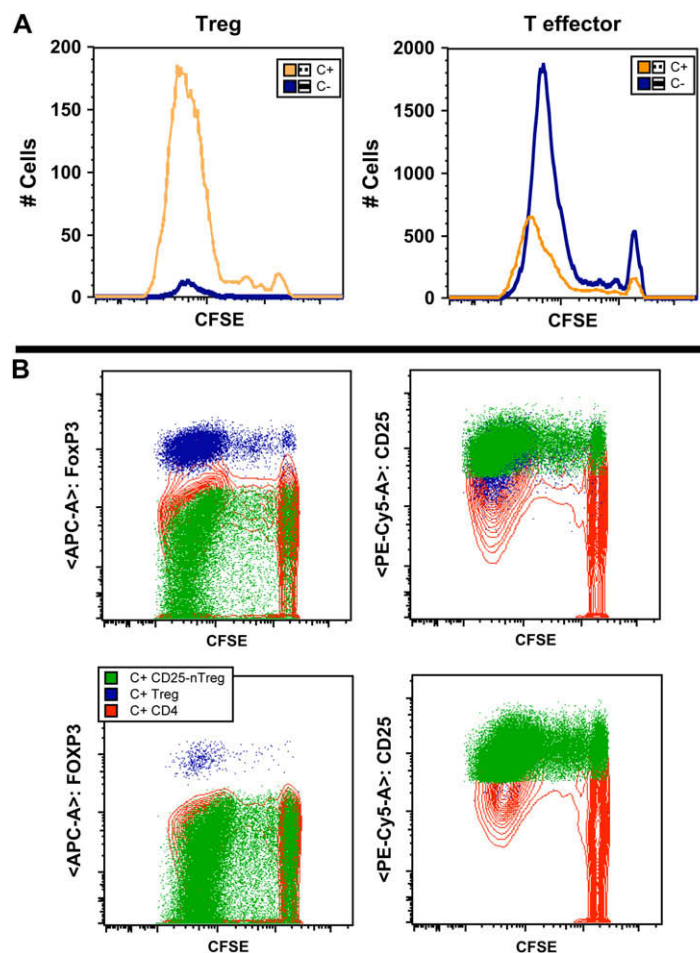 A
Treg
T effector
200
150
100
50
0
# Cells
CFSE
C+
C-
2000
1500
1000
500
0
# Cells
CFSE
C+
C-
B
<APC-A>: FoxP3
CFSE
<PE-Cy5-A>: CD25
CFSE
C+ CD25-nTreg
C+ Treg
C+ CD4
<APC-A>: FOXP3
CFSE
<PE-Cy5-A>: CD25
CFSE